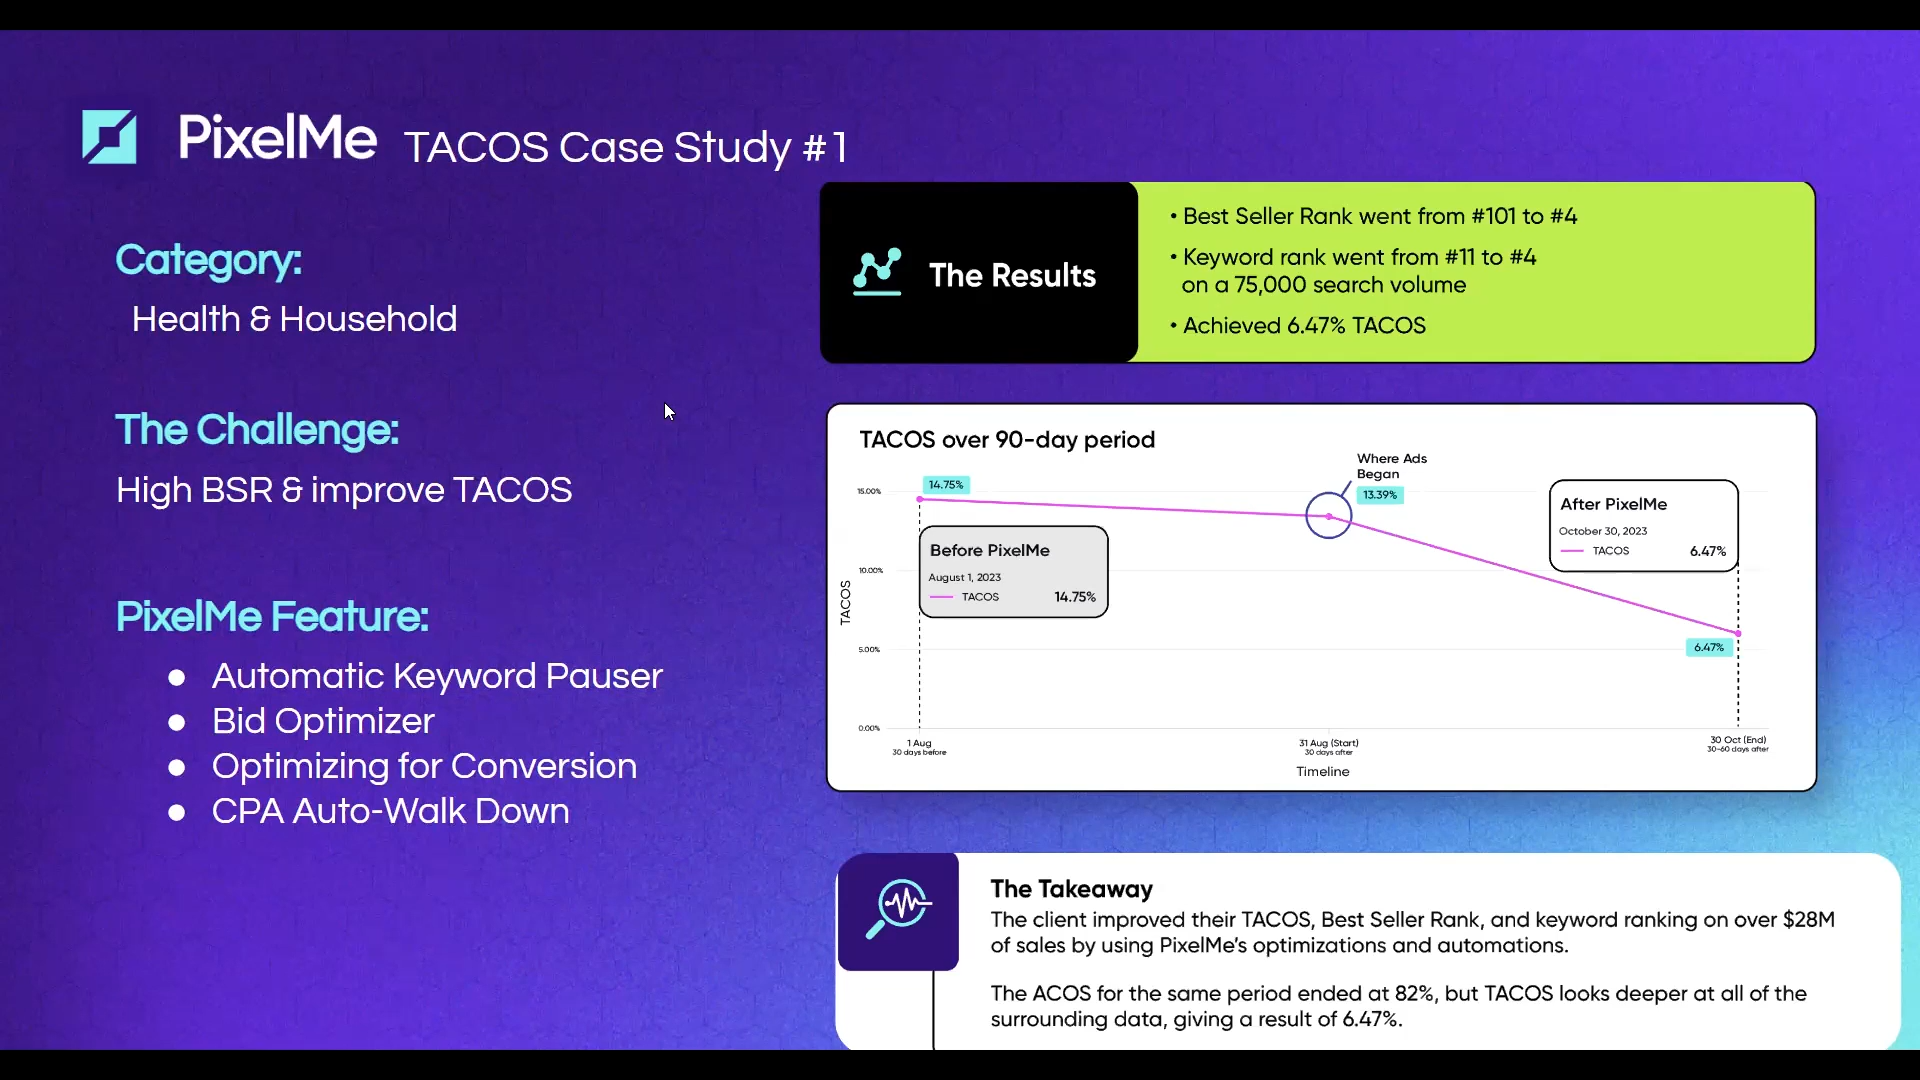 PixelMe TACOS Case Study #1
Category:
Health & Household
The Challenge:
High BSR & improve TACOS
PixelMe Feature:
● Automatic Keyword Pauser
● Bid Optimizer
● Optimizing for Conversion
● CPA Auto-Walk Down
The Results
• Best Seller Rank went from #101 to #4
• Keyword rank went from #11 to #4
on a 75,000 search volume
• Achieved 6.47% TACOS
TACOS over 90-day period
Where Ads
Began
13.39%
14.75%
15.00%
10.00%
5.00%
0.00%
TACOS
Before PixelMe
August 1, 2023
TACOS 14.75%
After PixelMe
October 30, 2023
TACOS 6.47%
6.47%
1 Aug
30 days before
31 Aug (Start)
30 days after
30 Oct (End)
30-60 days after
Timeline
The Takeaway
The client improved their TACOS, Best Seller Rank, and keyword ranking on over $28M
of sales by using PixelMe's optimizations and automations.
The ACOS for the same period ended at 82%, but TACOS looks deeper at all of the
surrounding data, giving a result of 6.47%.